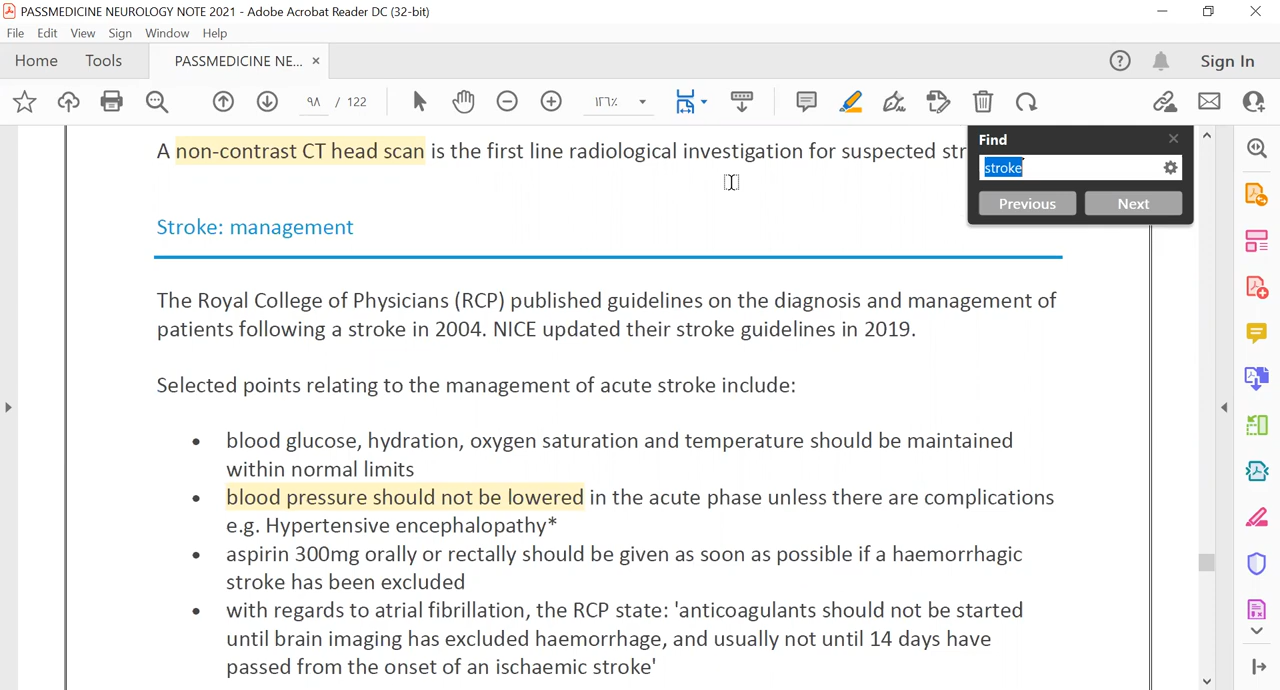 PASSMEDICINE NEUROLOGY NOTE 2021 - Adobe Acrobat Reader DC (32-bit)
File Edit View Sign Window Help
Home Tools PASSMEDICINE NE... × Sign In
٩٨ / 122 ١٢٦%
Find
stroke
Previous Next
A non-contrast CT head scan is the first line radiological investigation for suspected str
Stroke: management
The Royal College of Physicians (RCP) published guidelines on the diagnosis and management of
patients following a stroke in 2004. NICE updated their stroke guidelines in 2019.
Selected points relating to the management of acute stroke include:
• blood glucose, hydration, oxygen saturation and temperature should be maintained
within normal limits
• blood pressure should not be lowered in the acute phase unless there are complications
e.g. Hypertensive encephalopathy*
• aspirin 300mg orally or rectally should be given as soon as possible if a haemorrhagic
stroke has been excluded
• with regards to atrial fibrillation, the RCP state: 'anticoagulants should not be started
until brain imaging has excluded haemorrhage, and usually not until 14 days have
passed from the onset of an ischaemic stroke'